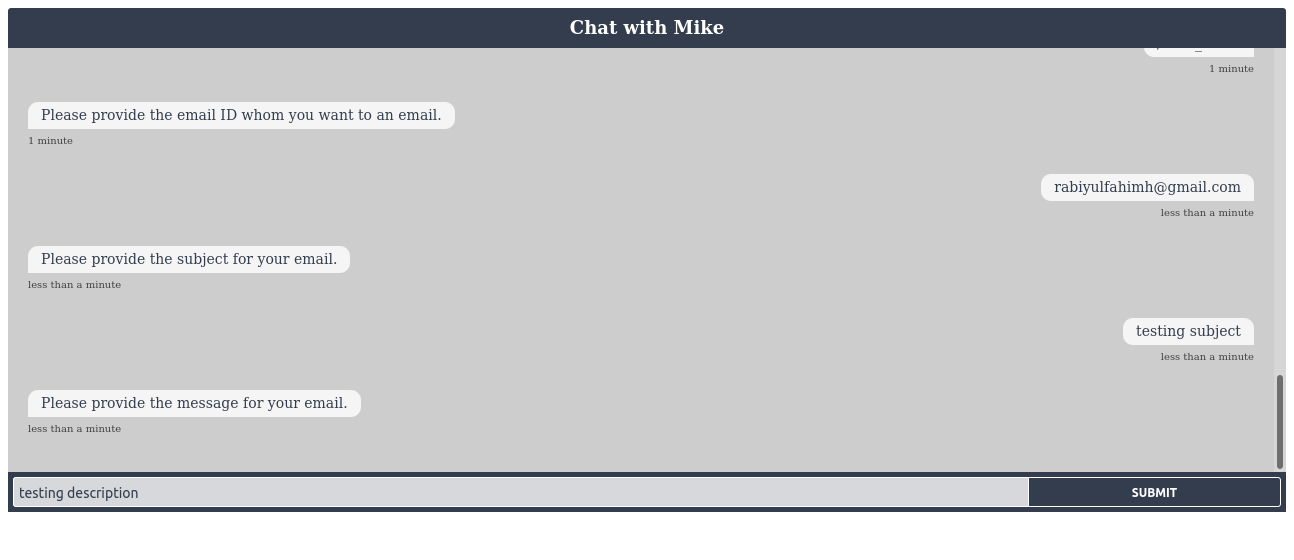 Chat with Mike
1 minute
Please provide the email ID whom you want to an email.
1 minute
rabiyulfahimh@gmail.com
less than a minute
Please provide the subject for your email.
less than a minute
testing subject
less than a minute
Please provide the message for your email.
less than a minute
testing description
SUBMIT